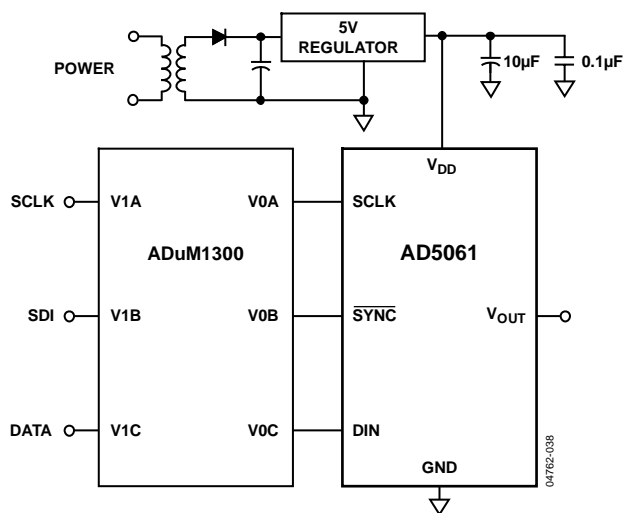 5V
REGULATOR
POWER
10µF
0.1µF
VDD
SCLK
V1A
V0A
SCLK
ADuM1300
AD5061
SDI
V1B
V0B
SYNC
VOUT
DATA
V1C
V0C
DIN
GND
04762-038